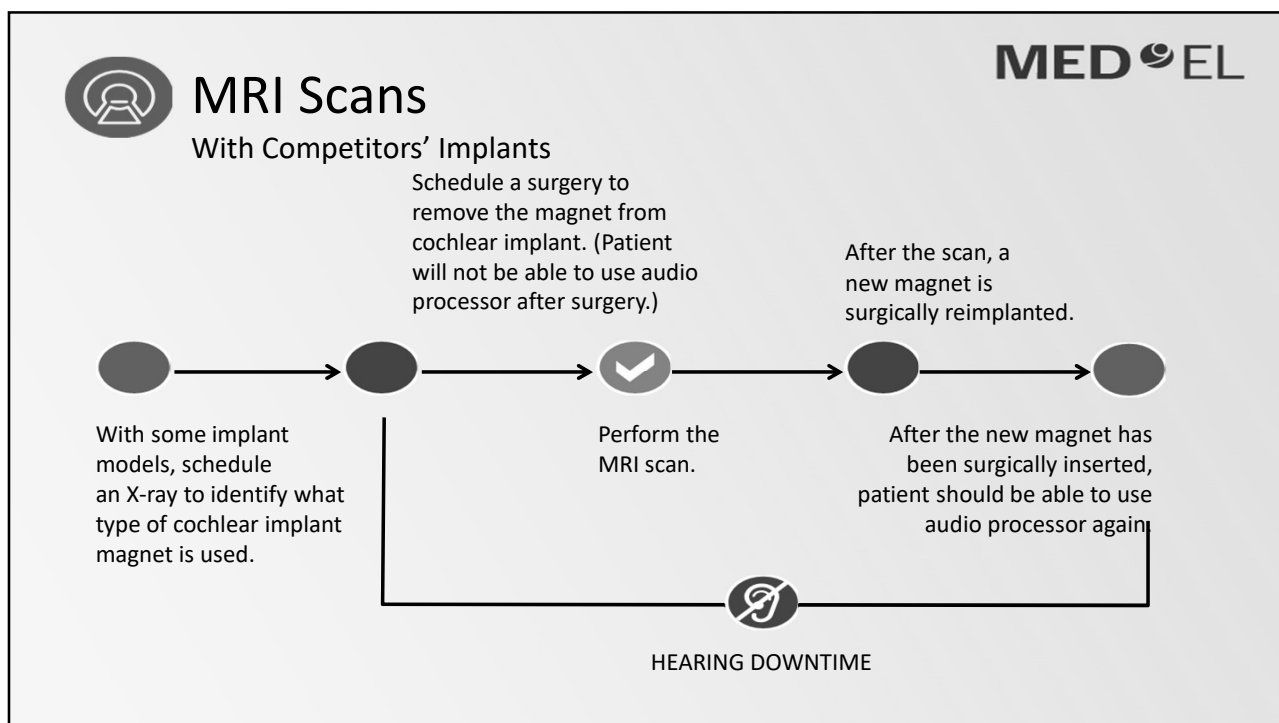 MED EL
MRI Scans
With Competitors’ Implants
Schedule a surgery to
remove the magnet from
cochlear implant. (Patient
will not be able to use audio
processor after surgery.)
After the scan, a
new magnet is
surgically reimplanted.
With some implant
models, schedule
an X-ray to identify what
type of cochlear implant
magnet is used.
Perform the
MRI scan.
After the new magnet has
been surgically inserted,
patient should be able to use
audio processor again.
HEARING DOWNTIME